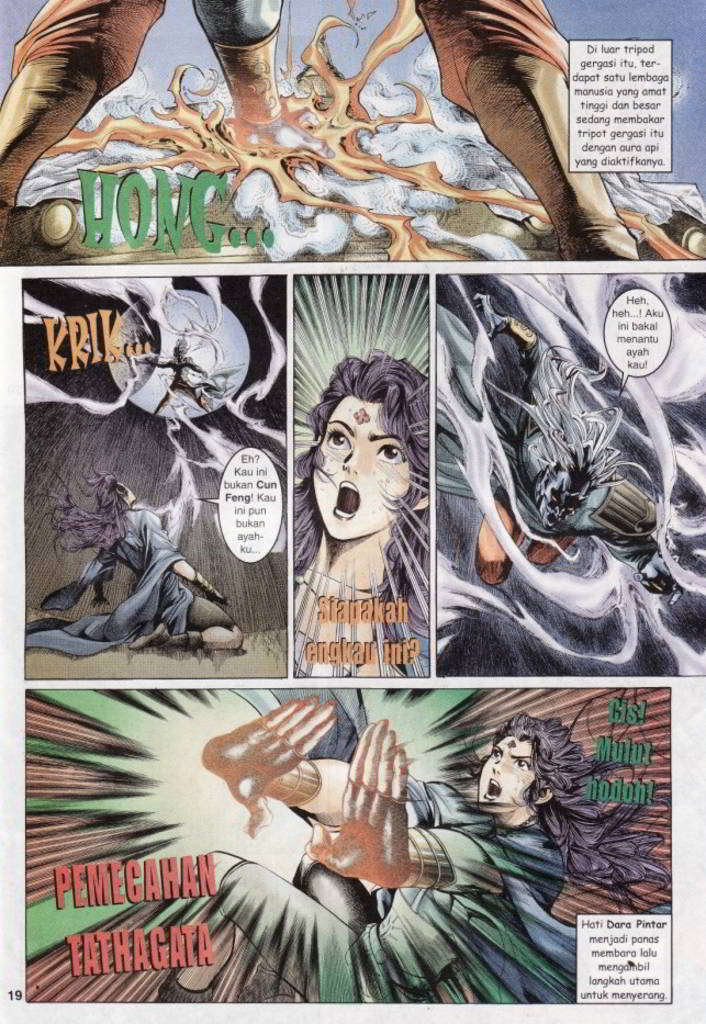 Di luar tripod
gergasi itu, ter-
dapat satu lembaga
manusia yang amat
tinggi dan besar
sedang membakar
tripot gergasi itu
dengan aura api
yang diaktifkanya.
HONG...
KRIK...
Eh?
Kau ini
bukan Cun
Feng! Kau
ini pun
bukan
ayah-
ku...
Siapakah
engkau ini?
Heh,
heh...! Aku
ini bakal
menantu
ayah
kau!
Cis!
Mulut
bodoh!
PEMECAHAN
TATHAGATA
Hati Dara Pintar
menjadi panas
membara lalu
mengambil
langkah utama
untuk menyerang.
19